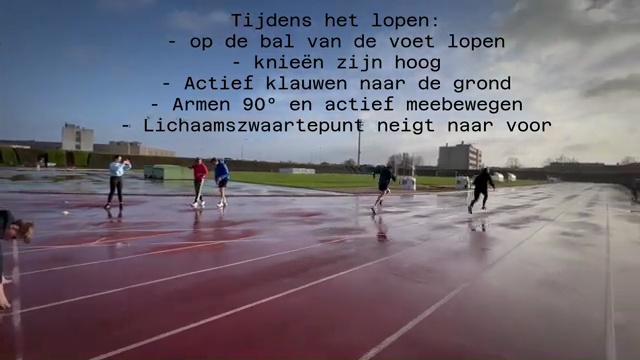 Tijdens het lopen:
- op de bal van de voet lopen
- knieën zijn hoog
- Actief klauwen naar de grond
- Armen 90° en actief meebewegen
- Lichaamszwaartepunt neigt naar voor